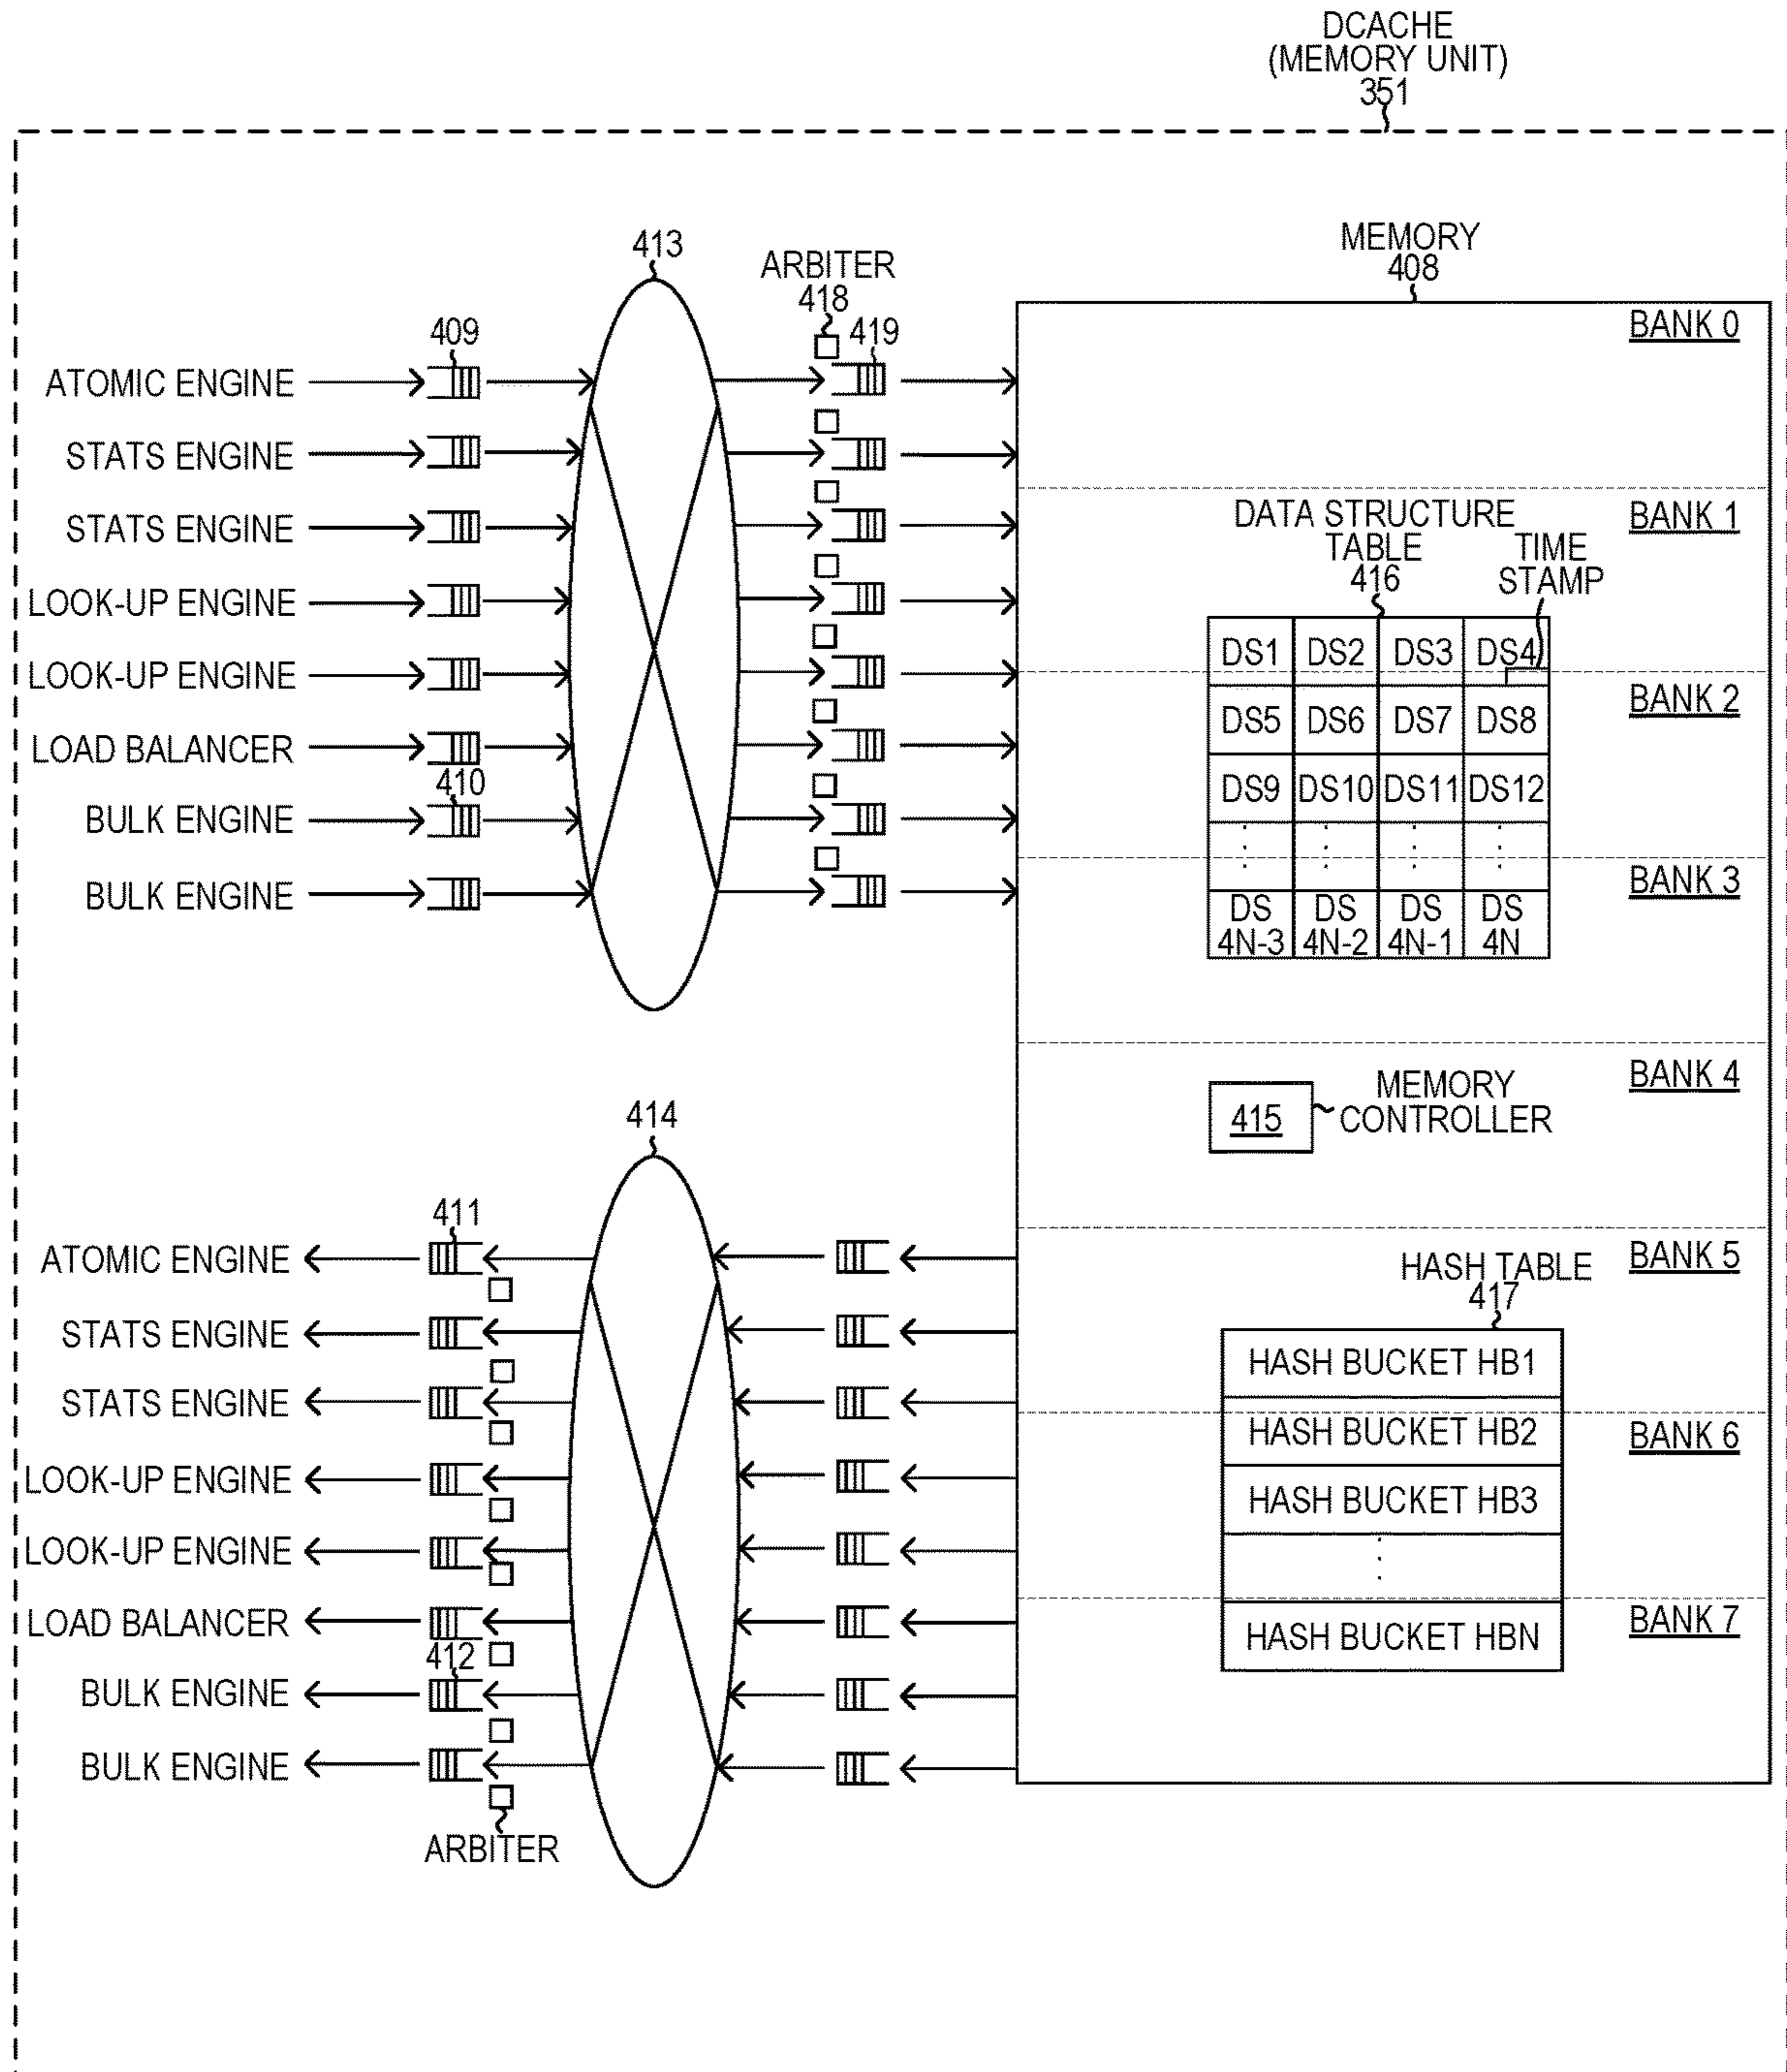 DCACHE
(MEMORY UNIT)
351
413
ARBITER
418
419
409
MEMORY
408
BANK 0
ATOMIC ENGINE
STATS ENGINE
STATS ENGINE
LOOK-UP ENGINE
LOOK-UP ENGINE
LOAD BALANCER
410
BULK ENGINE
BULK ENGINE
DATA STRUCTURE
TABLE
416
BANK 1
TIME
STAMP
DS1 DS2 DS3 DS4
BANK 2
DS5 DS6 DS7 DS8
DS9 DS10 DS11 DS12
BANK 3
DS DS DS DS
4N-3 4N-2 4N-1 4N
BANK 4
415
MEMORY
CONTROLLER
414
411
ATOMIC ENGINE
STATS ENGINE
STATS ENGINE
LOOK-UP ENGINE
LOOK-UP ENGINE
LOAD BALANCER
412
BULK ENGINE
BULK ENGINE
ARBITER
BANK 5
HASH TABLE
417
HASH BUCKET HB1
HASH BUCKET HB2
BANK 6
HASH BUCKET HB3
BANK 7
HASH BUCKET HBN